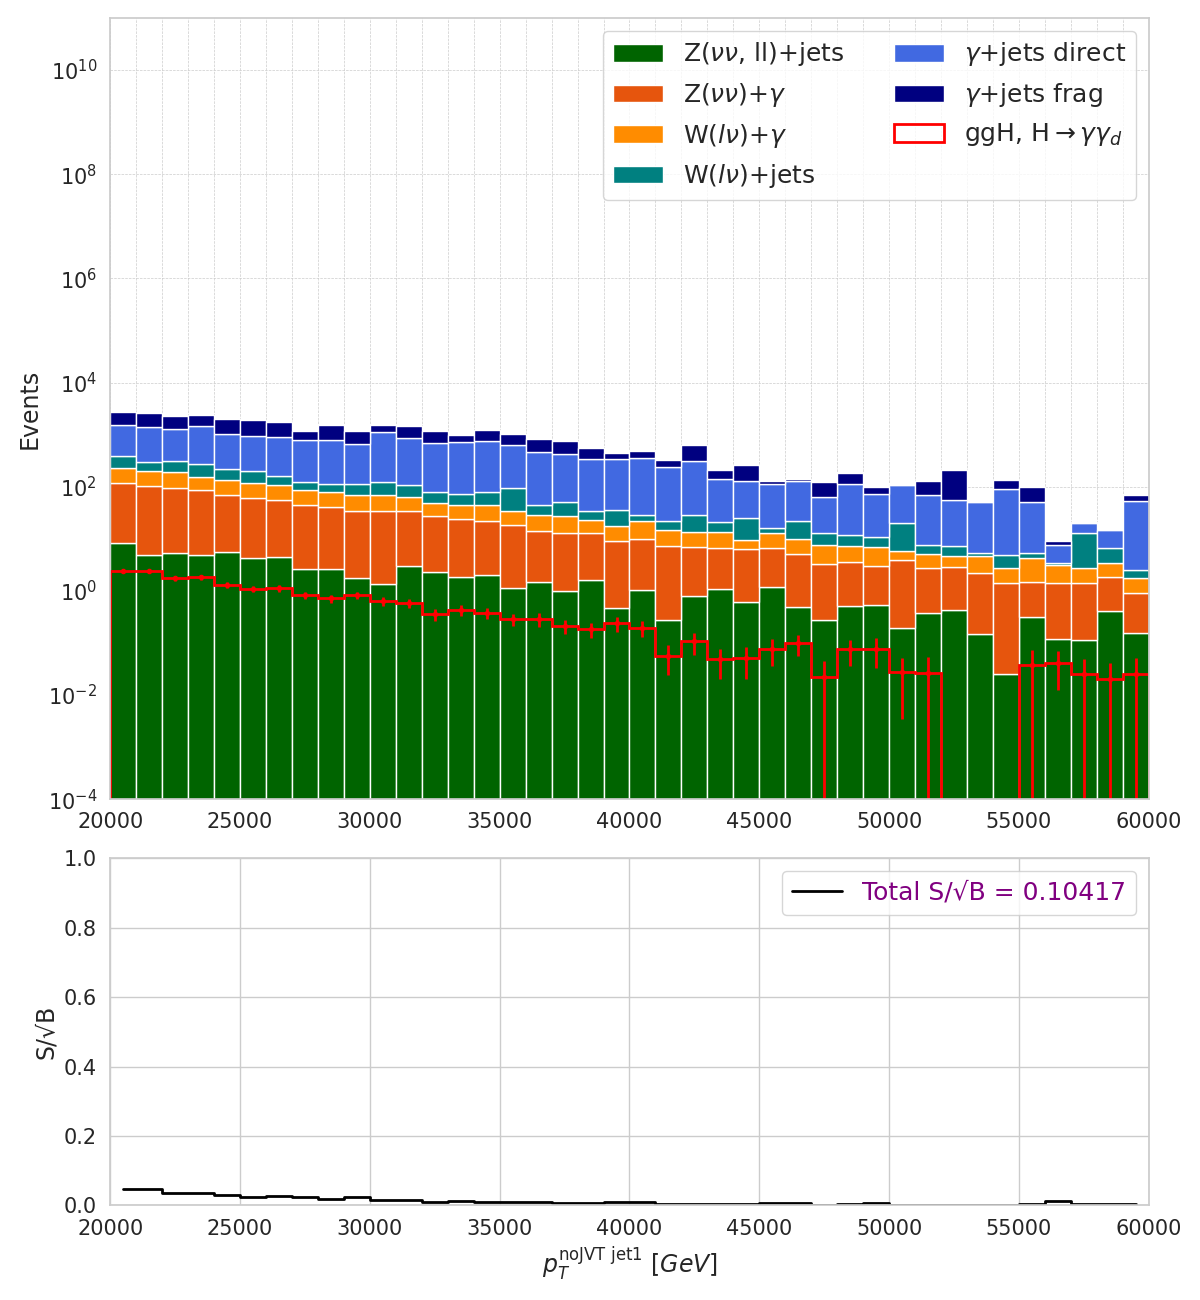 Z(νν, ll)+jets
Z(νν)+γ
W(lν)+γ
W(lν)+jets
γ+jets direct
γ+jets frag
ggH, H→γγ_d
Events
10^10
10^8
10^6
10^4
10^2
10^0
10^−2
10^−4
20000 25000 30000 35000 40000 45000 50000 55000 60000
Total S/√B = 0.10417
S/√B
1.0
0.8
0.6
0.4
0.2
0.0
20000 25000 30000 35000 40000 45000 50000 55000 60000
p_T^noJVT jet1 [GeV]